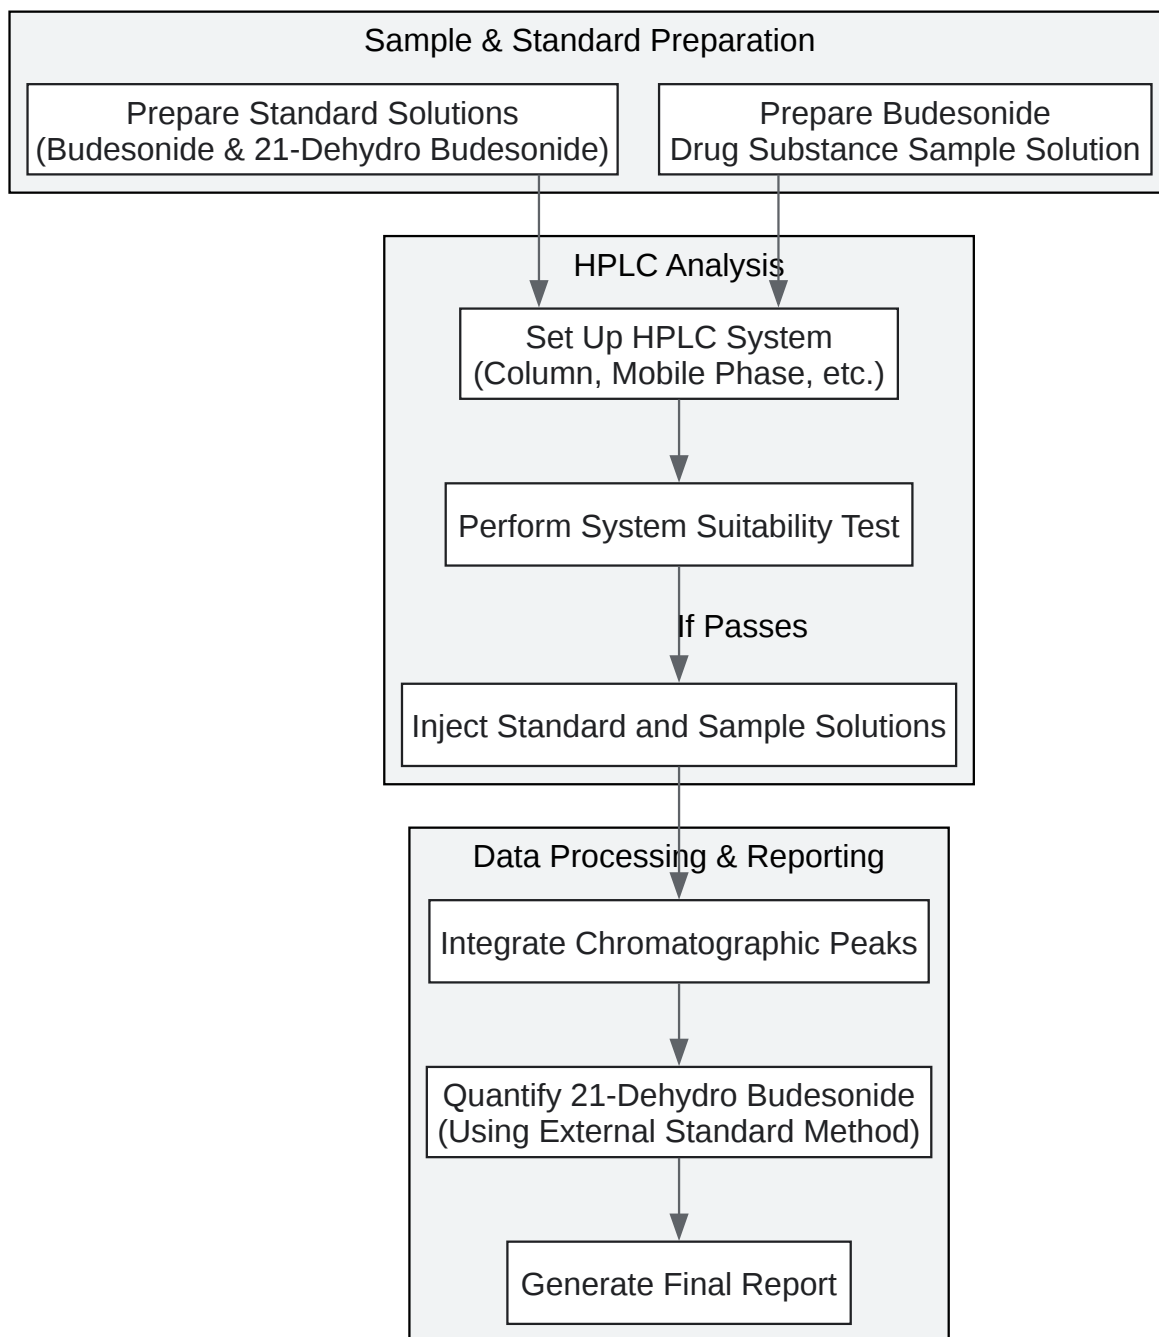 Sample & Standard Preparation
Prepare Standard Solutions
(Budesonide & 21-Dehydro Budesonide)
Prepare Budesonide
Drug Substance Sample Solution
HPLC Analysis
Set Up HPLC System
(Column, Mobile Phase, etc.)
Perform System Suitability Test
If Passes
Inject Standard and Sample Solutions
Data Processing & Reporting
Integrate Chromatographic Peaks
Quantify 21-Dehydro Budesonide
(Using External Standard Method)
Generate Final Report